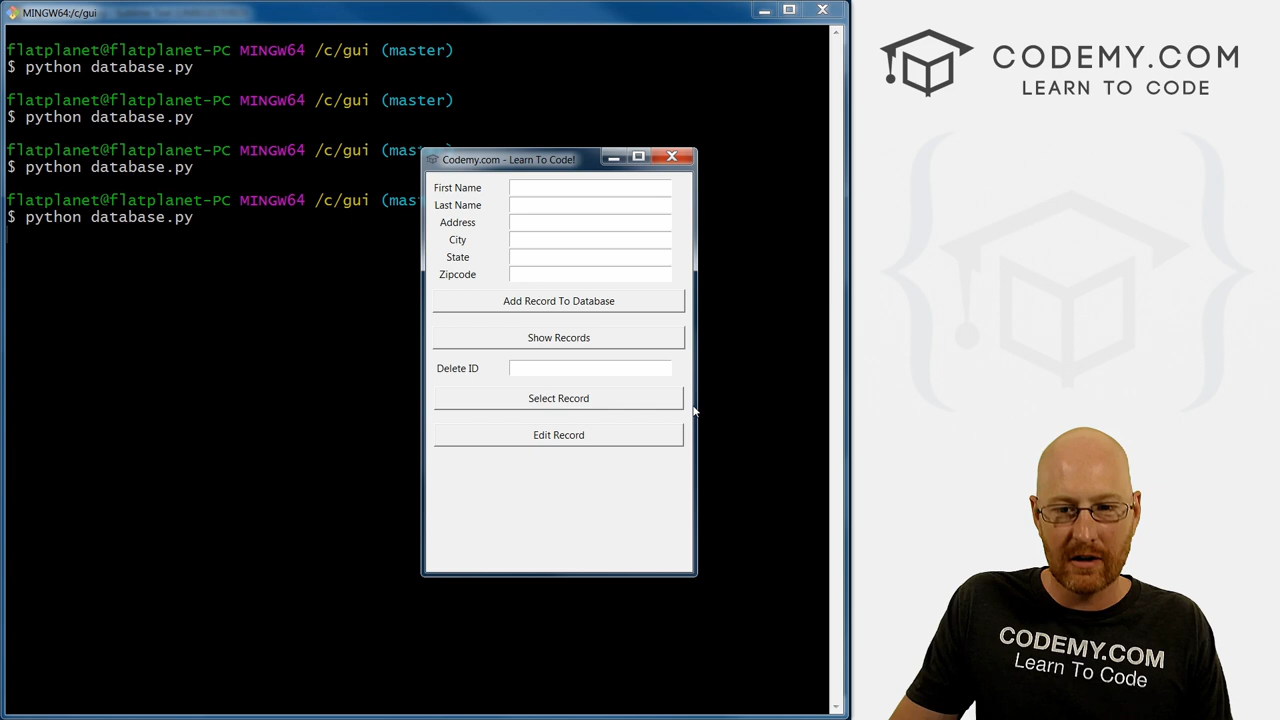 MINGW64:/c/gui
flatplanet@flatplanet-PC MINGW64 /c/gui (master)
$ python database.py
flatplanet@flatplanet-PC MINGW64 /c/gui (master)
$ python database.py
flatplanet@flatplanet-PC MINGW64 /c/gui (mas
$ python database.py
flatplanet@flatplanet-PC MINGW64 /c/gui (mas
$ python database.py
Codemy.com - Learn To Code!
First Name
Last Name
Address
City
State
Zipcode
Add Record To Database
Show Records
Delete ID
Select Record
Edit Record
CODEMY.COM
LEARN TO CODE
CODEMY.COM
Learn To Code